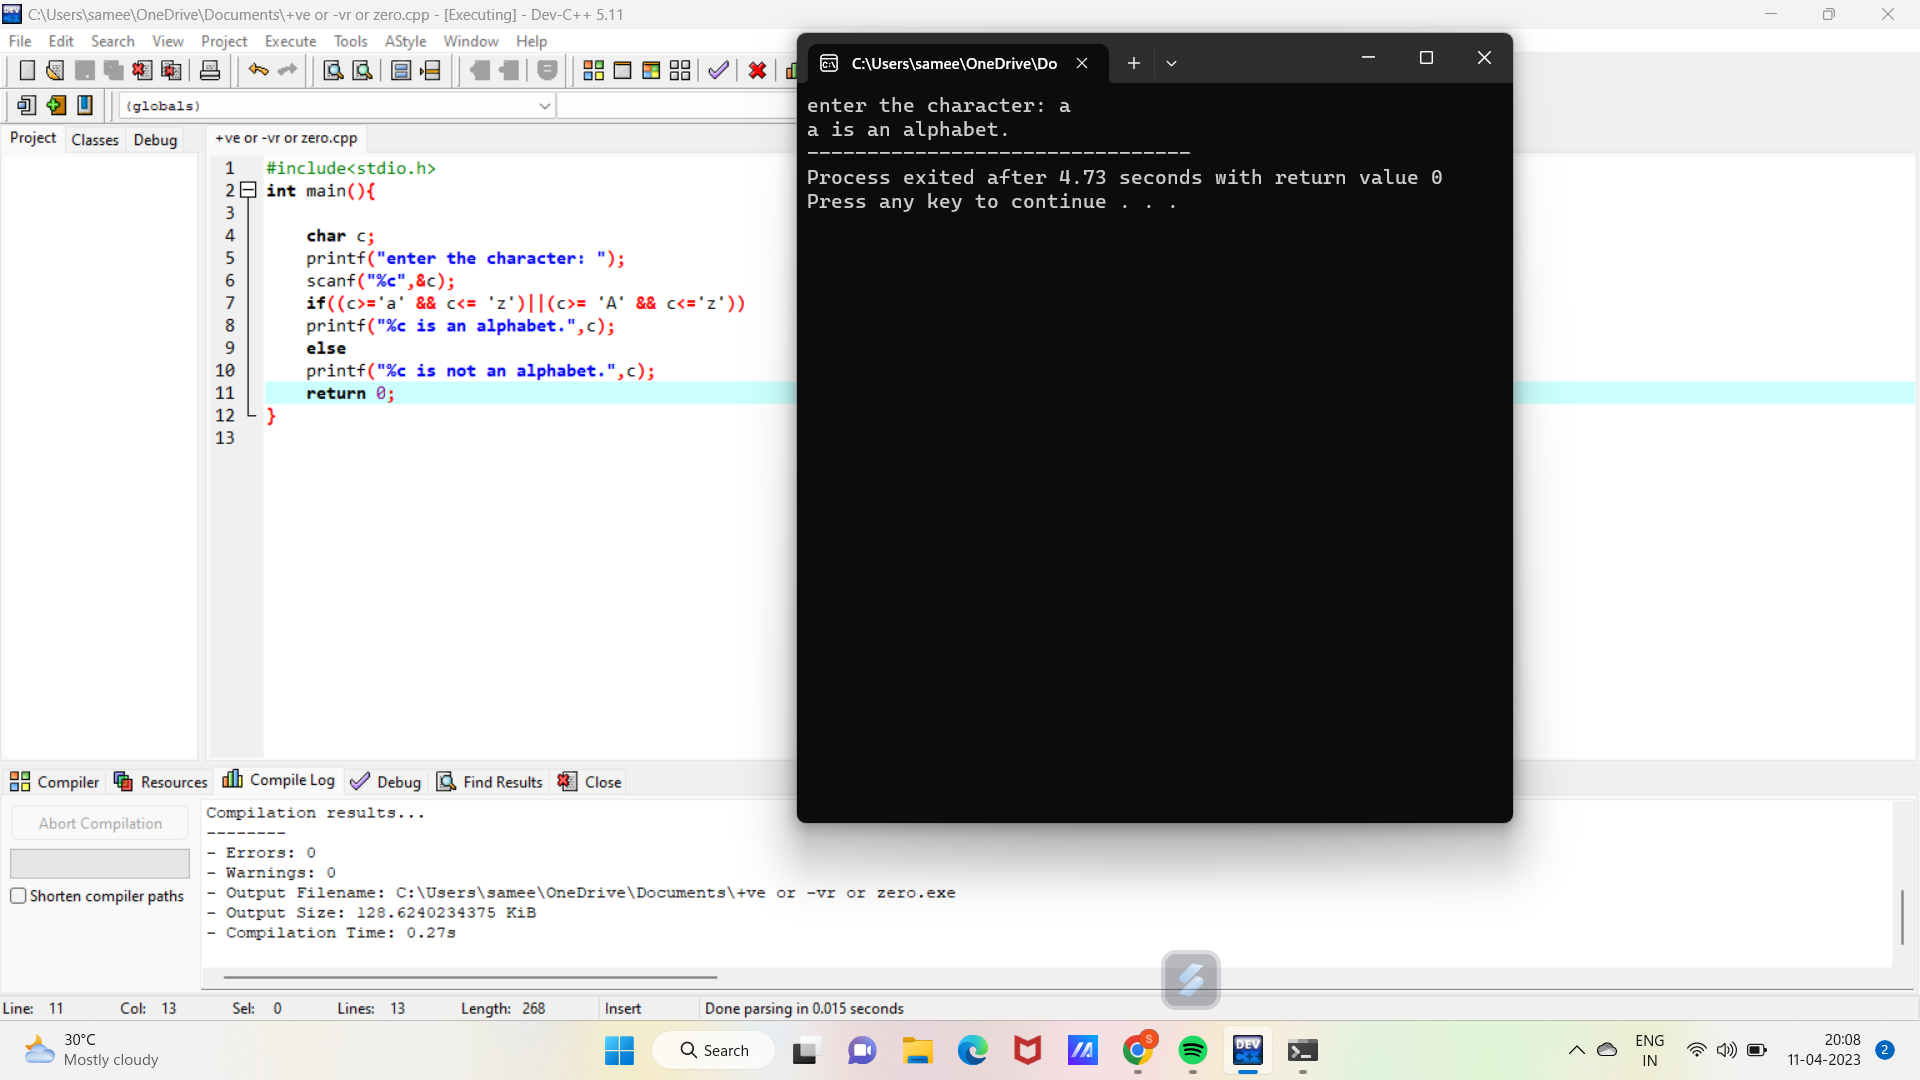 C:\Users\samee\OneDrive\Documents\+ve or -vr or zero.cpp - [Executing] - Dev-C++ 5.11
File Edit Search View Project Execute Tools AStyle Window Help
(globals)
Project Classes Debug
+ve or -vr or zero.cpp
1 #include<stdio.h>
2 int main(){
3
4 char c;
5 printf("enter the character: ");
6 scanf("%c",&c);
7 if((c>='a' && c<= 'z')||(c>= 'A' && c<='z'))
8 printf("%c is an alphabet.",c);
9 else
10 printf("%c is not an alphabet.",c);
11 return 0;
12 }
13
C:\Users\samee\OneDrive\Do
enter the character: a
a is an alphabet.
--------------------------------
Process exited after 4.73 seconds with return value 0
Press any key to continue . . .
Compiler Resources Compile Log Debug Find Results Close
Abort Compilation
Shorten compiler paths
Compilation results...
--------
- Errors: 0
- Warnings: 0
- Output Filename: C:\Users\samee\OneDrive\Documents\+ve or -vr or zero.exe
- Output Size: 128.6240234375 KiB
- Compilation Time: 0.27s
Line: 11 Col: 13 Sel: 0 Lines: 13 Length: 268 Insert Done parsing in 0.015 seconds
30°C
Mostly cloudy
Search
S
DEV
C++
ENG
IN
20:08
11-04-2023
2